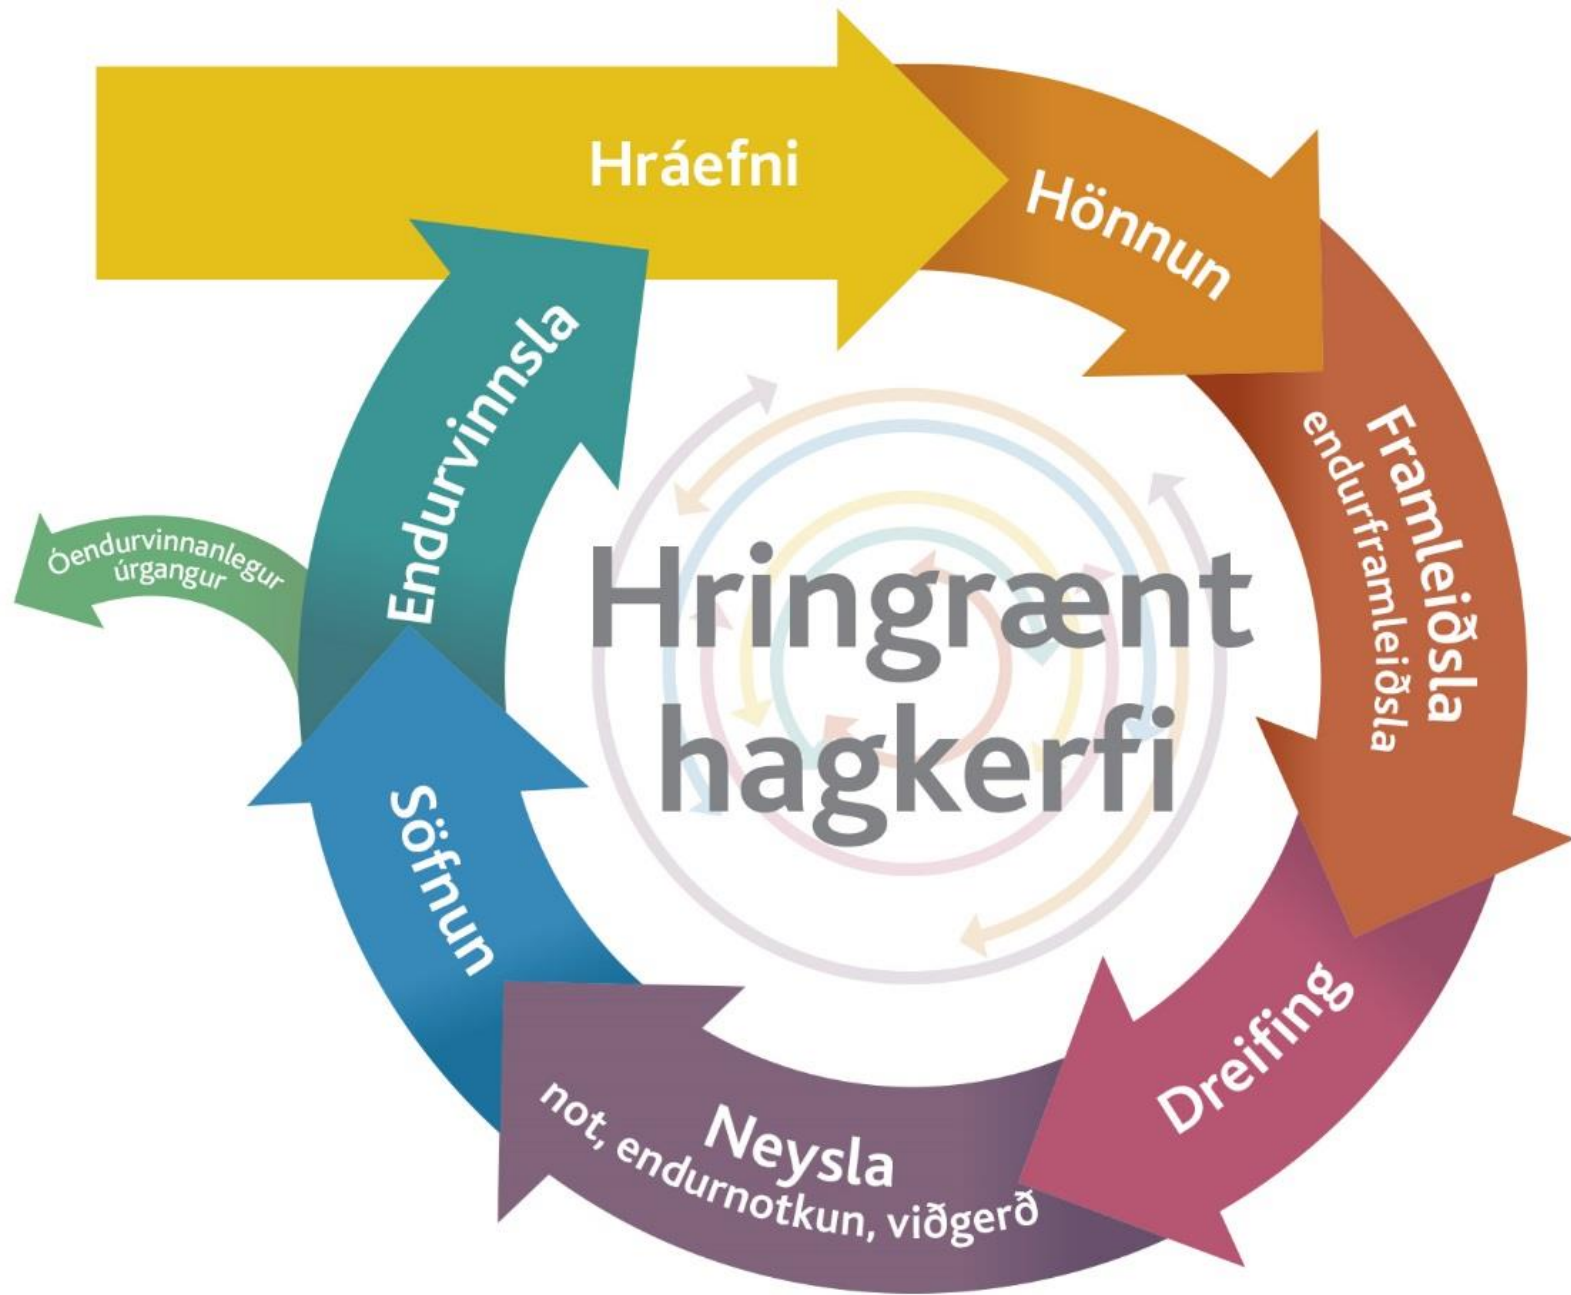 Hráefni
Hönnun
Framleiðsla
endurframleiðsla
Dreifing
Neysla
not, endurnotkun, viðgerð
Söfnun
Endurvinnsla
Óendurvinnanlegur
úrgangur
Hringrænt
hagkerfi